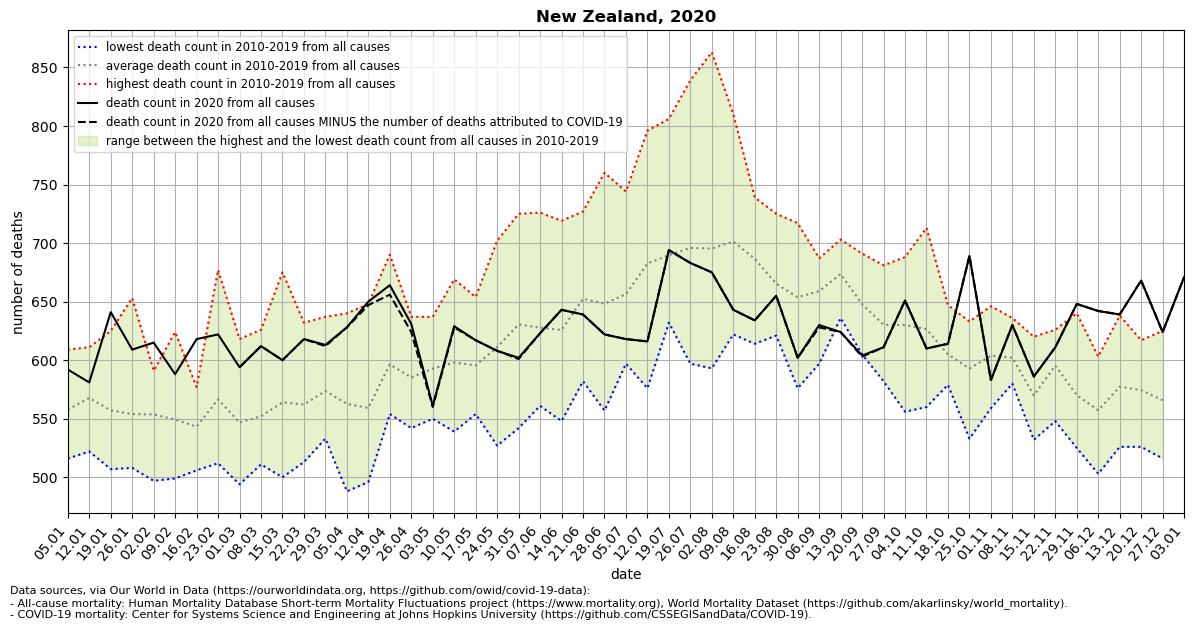 New Zealand, 2020
lowest death count in 2010-2019 from all causes
average death count in 2010-2019 from all causes
highest death count in 2010-2019 from all causes
death count in 2020 from all causes
death count in 2020 from all causes MINUS the number of deaths attributed to COVID-19
range between the highest and the lowest death count from all causes in 2010-2019
number of deaths
850
800
750
700
650
600
550
500
05.01 12.01 19.01 26.01 02.02 09.02 16.02 23.02 01.03 08.03 15.03 22.03 29.03 05.04 12.04 19.04 26.04 03.05 10.05 17.05 24.05 31.05 07.06 14.06 21.06 28.06 05.07 12.07 19.07 26.07 02.08 09.08 16.08 23.08 30.08 06.09 13.09 20.09 27.09 04.10 11.10 18.10 25.10 01.11 08.11 15.11 22.11 29.11 06.12 13.12 20.12 27.12 03.01
date
Data sources, via Our World in Data (https://ourworldindata.org, https://github.com/owid/covid-19-data):
- All-cause mortality: Human Mortality Database Short-term Mortality Fluctuations project (https://www.mortality.org), World Mortality Dataset (https://github.com/akarlinsky/world_mortality).
- COVID-19 mortality: Center for Systems Science and Engineering at Johns Hopkins University (https://github.com/CSSEGISandData/COVID-19).